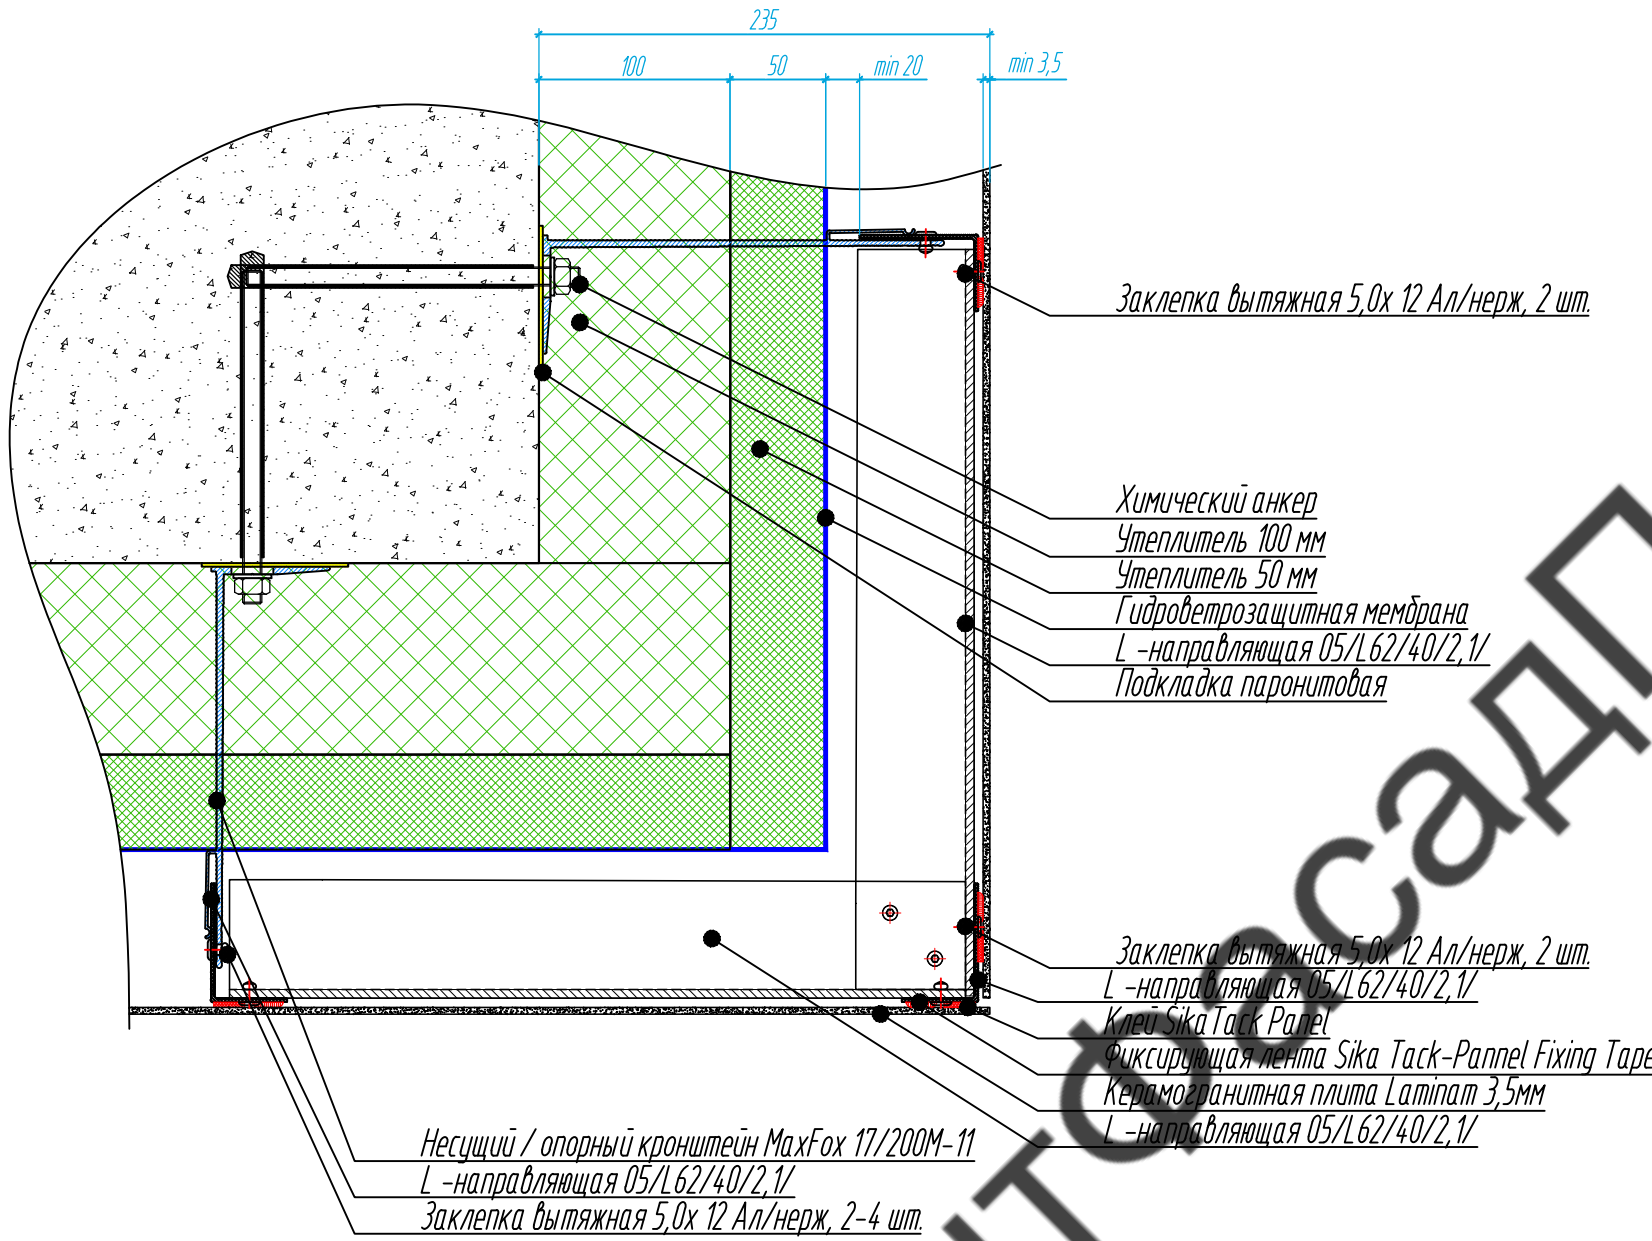 235
100 50 min 20 min 3,5
Заклепка вытяжная 5,0х 12 Ал/нерж, 2 шт.
Химический анкер
Утеплитель 100 мм
Утеплитель 50 мм
Гидроветрозащитная мембрана
L -направляющая 05/L62/40/2,1/
Подкладка паронитовая
Заклепка вытяжная 5,0х 12 Ал/нерж, 2 шт.
L -направляющая 05/L62/40/2,1/
Клей Sika Tack Panel
Фиксирующая лента Sika Tack-Pannel Fixing Tape
Керамогранитная плита Laminam 3,5мм
L -направляющая 05/L62/40/2,1/
Несущий / опорный кронштейн MaxFox 17/200М-11
L -направляющая 05/L62/40/2,1/
Заклепка вытяжная 5,0х 12 Ал/нерж, 2-4 шт.
тФасадП